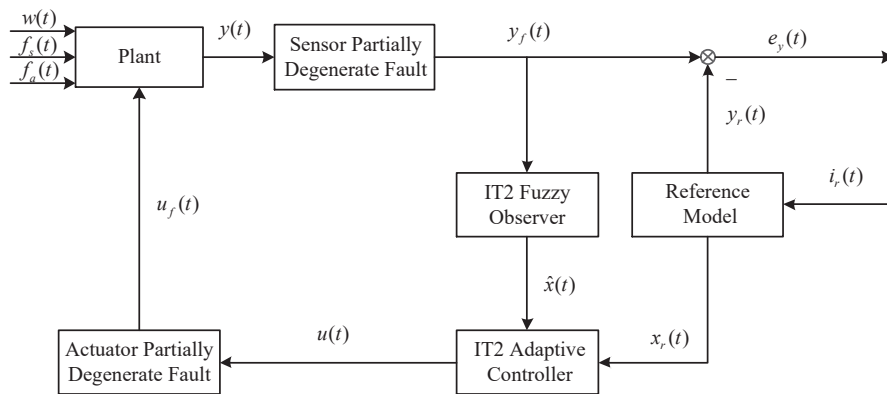 w(t)
f_s(t)
f_a(t)
Plant
y(t)
Sensor Partially
Degenerate Fault
y_f(t)
e_y(t)
−
y_r(t)
IT2 Fuzzy
Observer
Reference
Model
i_r(t)
u_f(t)
x̂(t)
Actuator Partially
Degenerate Fault
u(t)
IT2 Adaptive
Controller
x_r(t)